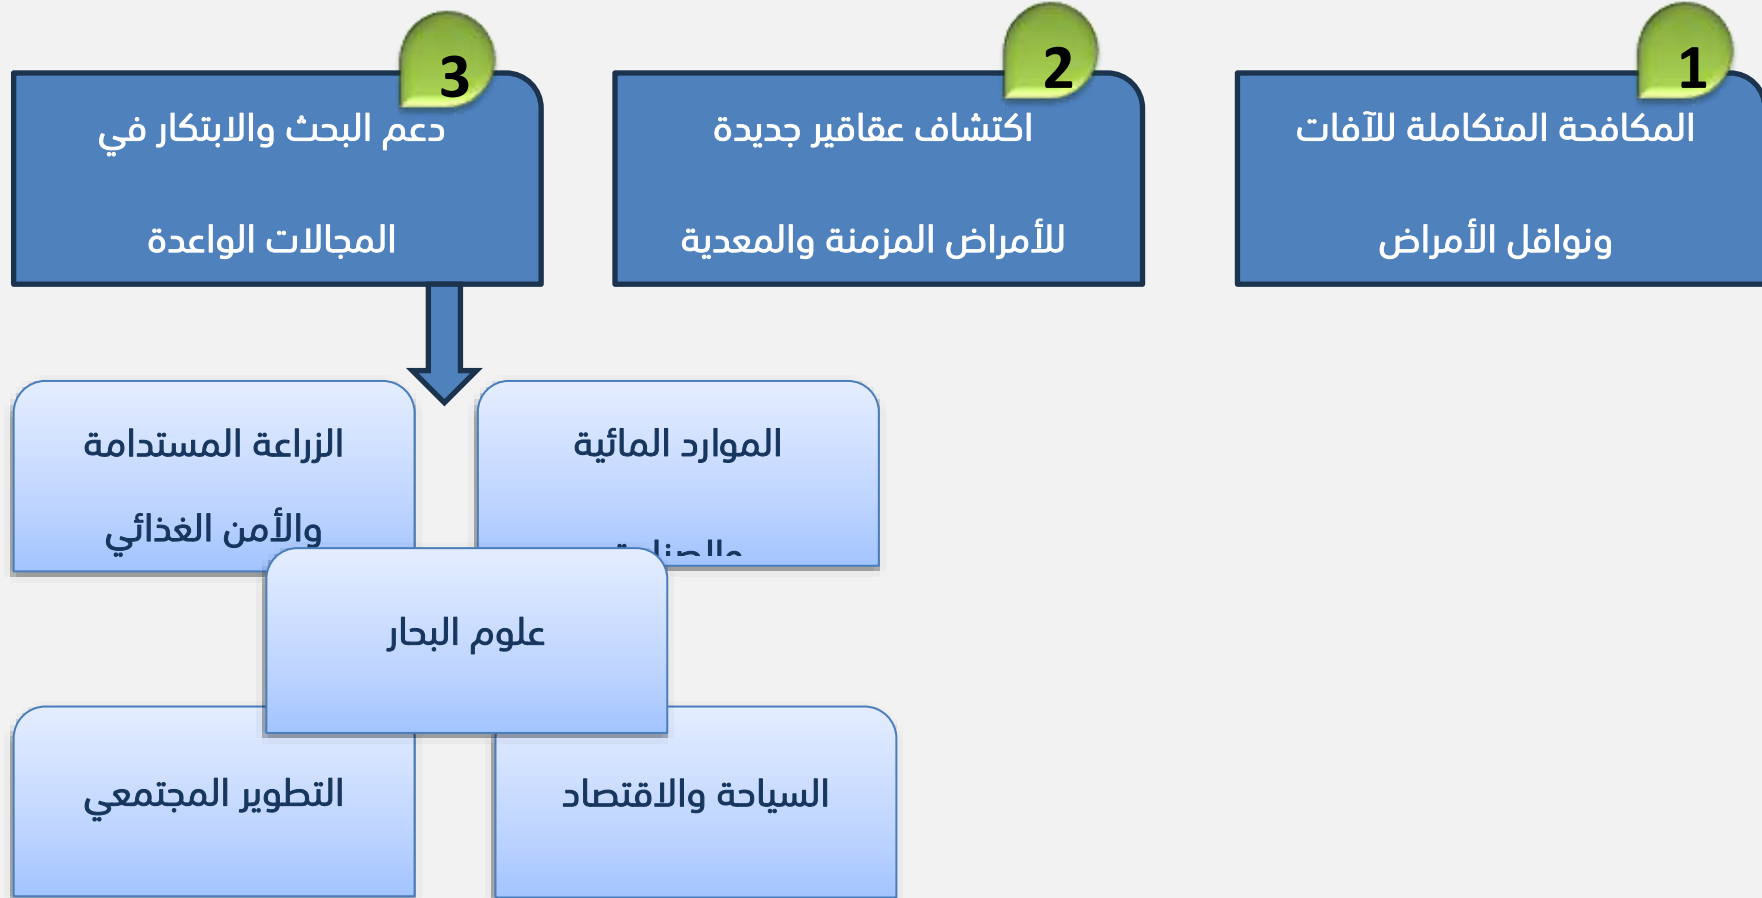 1
المكافحة المتكاملة للآفات
ونواقل الأمراض
2
اكتشاف عقاقير جديدة
للأمراض المزمنة والمعدية
3
دعم البحث والابتكار في
المجالات الواعدة
الموارد المائية
الزراعة المستدامة
والأمن الغذائي
علوم البحار
السياحة والاقتصاد
التطوير المجتمعي